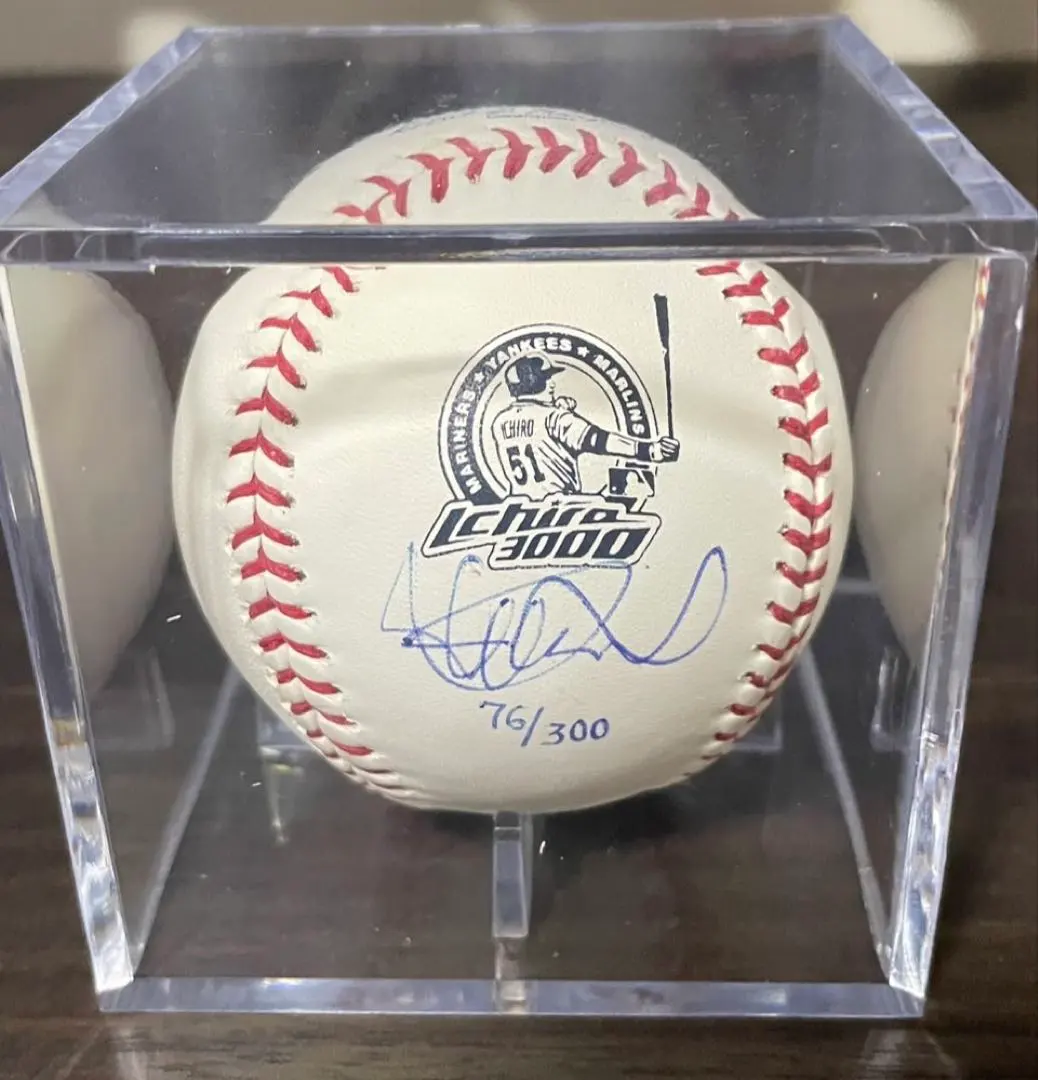 MARINERS ★ YANKEES ★ MARLINS
ICHIRO
51
Ichiro
3000
76/300